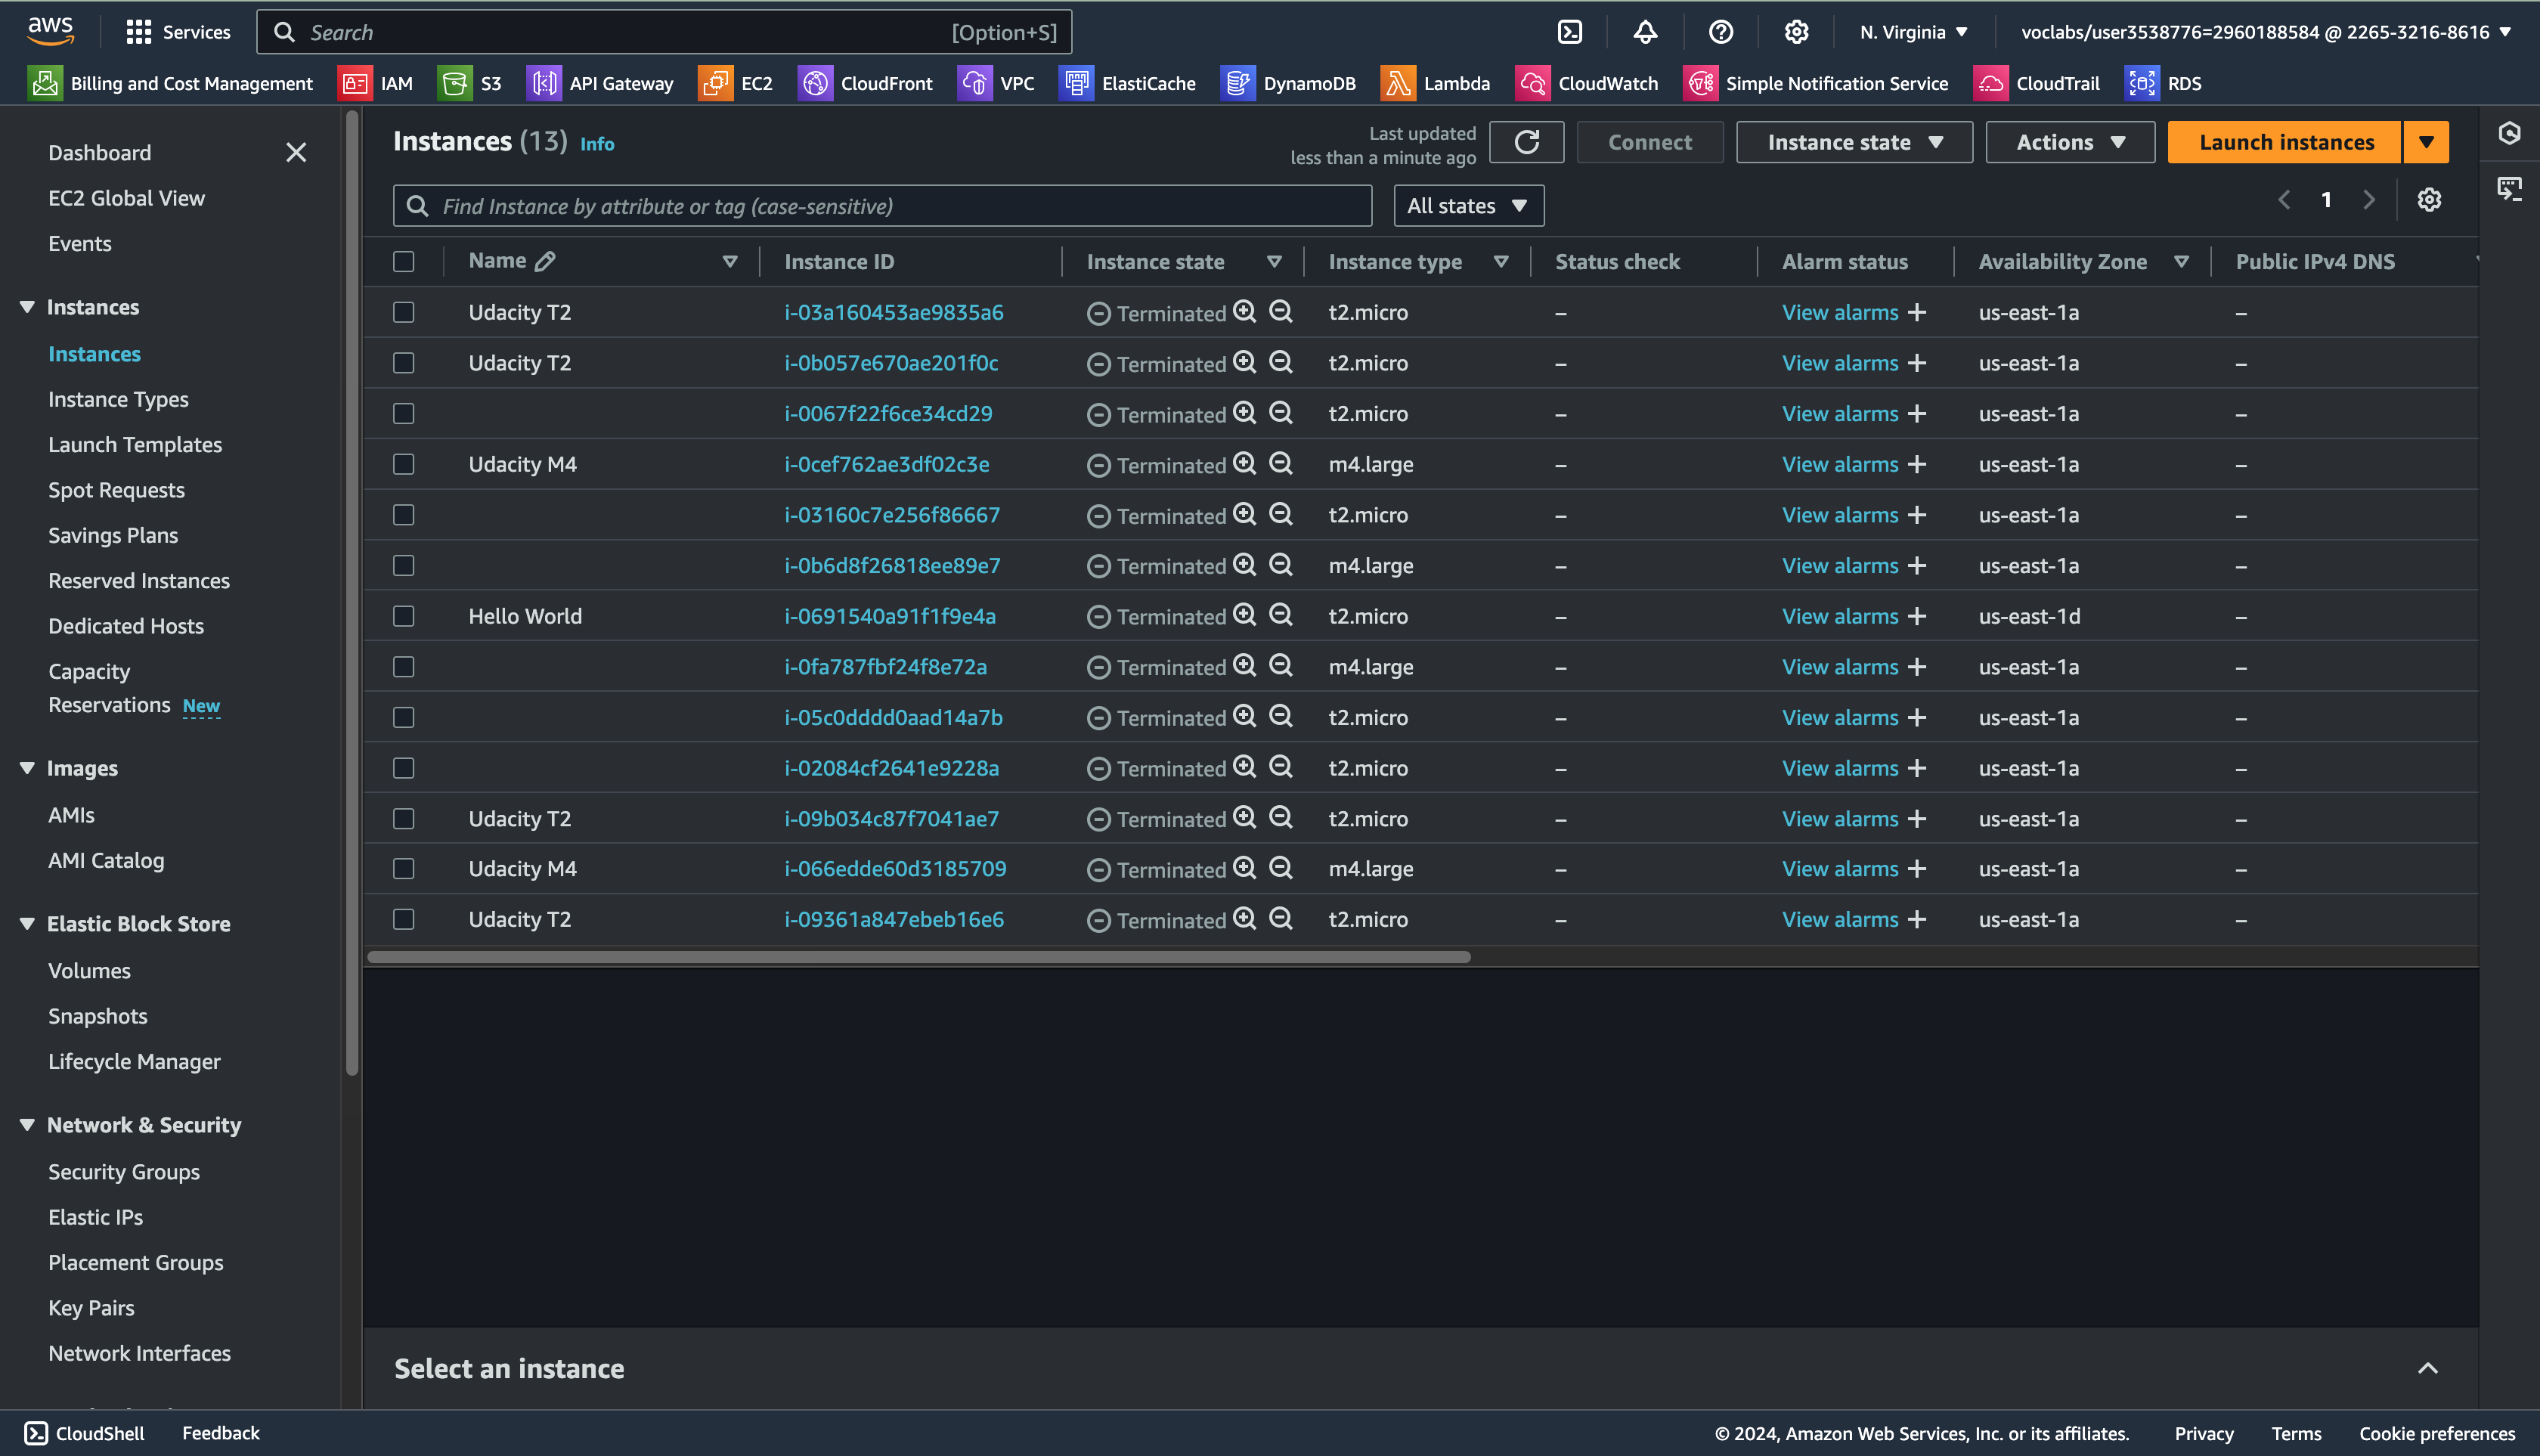 aws Services Search [Option+S] N. Virginia voclabs/user3538776=2960188584 @ 2265-3216-8616
Billing and Cost Management IAM S3 API Gateway EC2 CloudFront VPC ElastiCache DynamoDB Lambda CloudWatch Simple Notification Service CloudTrail RDS
Dashboard
EC2 Global View
Events
Instances
Instances
Instance Types
Launch Templates
Spot Requests
Savings Plans
Reserved Instances
Dedicated Hosts
Capacity
Reservations New
Images
AMIs
AMI Catalog
Elastic Block Store
Volumes
Snapshots
Lifecycle Manager
Network & Security
Security Groups
Elastic IPs
Placement Groups
Key Pairs
Network Interfaces
Instances (13) Info
Last updated
less than a minute ago
Connect Instance state Actions Launch instances
Find Instance by attribute or tag (case-sensitive) All states 1
Name Instance ID Instance state Instance type Status check Alarm status Availability Zone Public IPv4 DNS
Udacity T2 i-03a160453ae9835a6 Terminated t2.micro – View alarms + us-east-1a –
Udacity T2 i-0b057e670ae201f0c Terminated t2.micro – View alarms + us-east-1a –
i-0067f22f6ce34cd29 Terminated t2.micro – View alarms + us-east-1a –
Udacity M4 i-0cef762ae3df02c3e Terminated m4.large – View alarms + us-east-1a –
i-03160c7e256f86667 Terminated t2.micro – View alarms + us-east-1a –
i-0b6d8f26818ee89e7 Terminated m4.large – View alarms + us-east-1a –
Hello World i-0691540a91f1f9e4a Terminated t2.micro – View alarms + us-east-1d –
i-0fa787fbf24f8e72a Terminated m4.large – View alarms + us-east-1a –
i-05c0dddd0aad14a7b Terminated t2.micro – View alarms + us-east-1a –
i-02084cf2641e9228a Terminated t2.micro – View alarms + us-east-1a –
Udacity T2 i-09b034c87f7041ae7 Terminated t2.micro – View alarms + us-east-1a –
Udacity M4 i-066edde60d3185709 Terminated m4.large – View alarms + us-east-1a –
Udacity T2 i-09361a847ebeb16e6 Terminated t2.micro – View alarms + us-east-1a –
Select an instance
CloudShell Feedback © 2024, Amazon Web Services, Inc. or its affiliates. Privacy Terms Cookie preferences